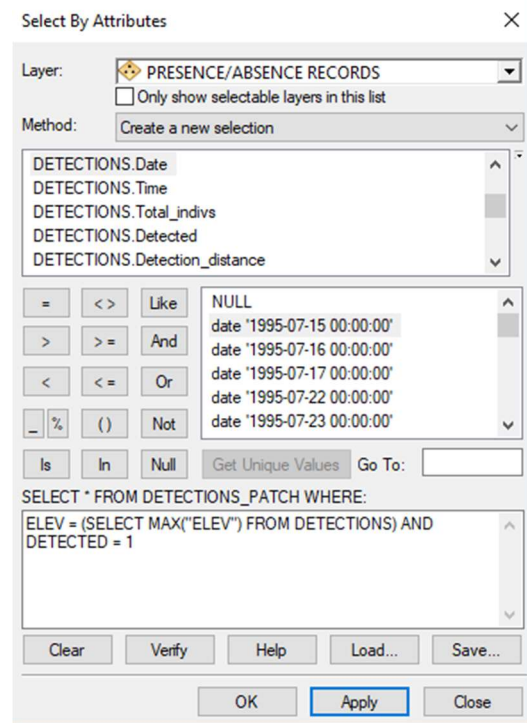 Select By Attributes
Layer: PRESENCE/ABSENCE RECORDS
Only show selectable layers in this list
Method: Create a new selection
DETECTIONS.Date
DETECTIONS.Time
DETECTIONS.Total_indivs
DETECTIONS.Detected
DETECTIONS.Detection_distance
= <> Like
> >= And
< <= Or
_ % () Not
Is In Null
NULL
date '1995-07-15 00:00:00'
date '1995-07-16 00:00:00'
date '1995-07-17 00:00:00'
date '1995-07-22 00:00:00'
date '1995-07-23 00:00:00'
Get Unique Values Go To:
SELECT * FROM DETECTIONS_PATCH WHERE:
ELEV = (SELECT MAX("ELEV") FROM DETECTIONS) AND
DETECTED = 1
Clear Verify Help Load... Save...
OK Apply Close